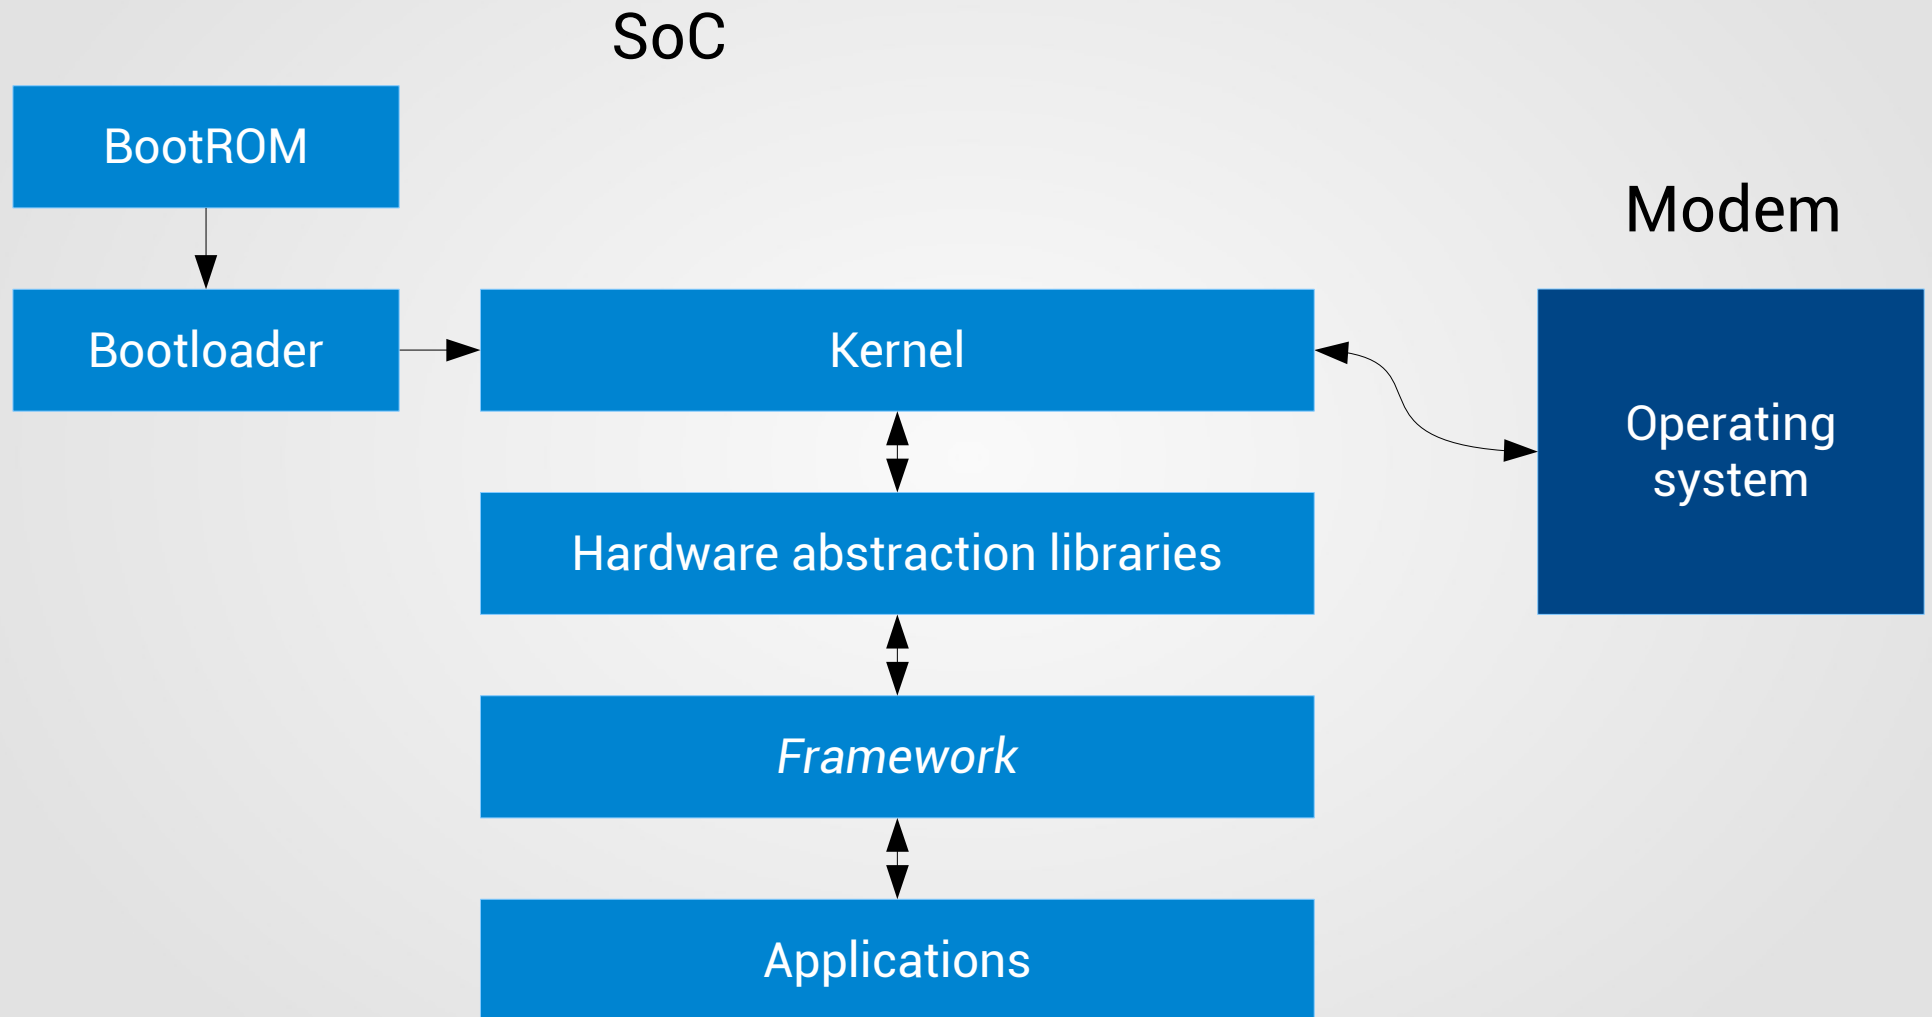 SoC
BootROM
Modem
Bootloader
Kernel
Operating
system
Hardware abstraction libraries
Framework
Applications